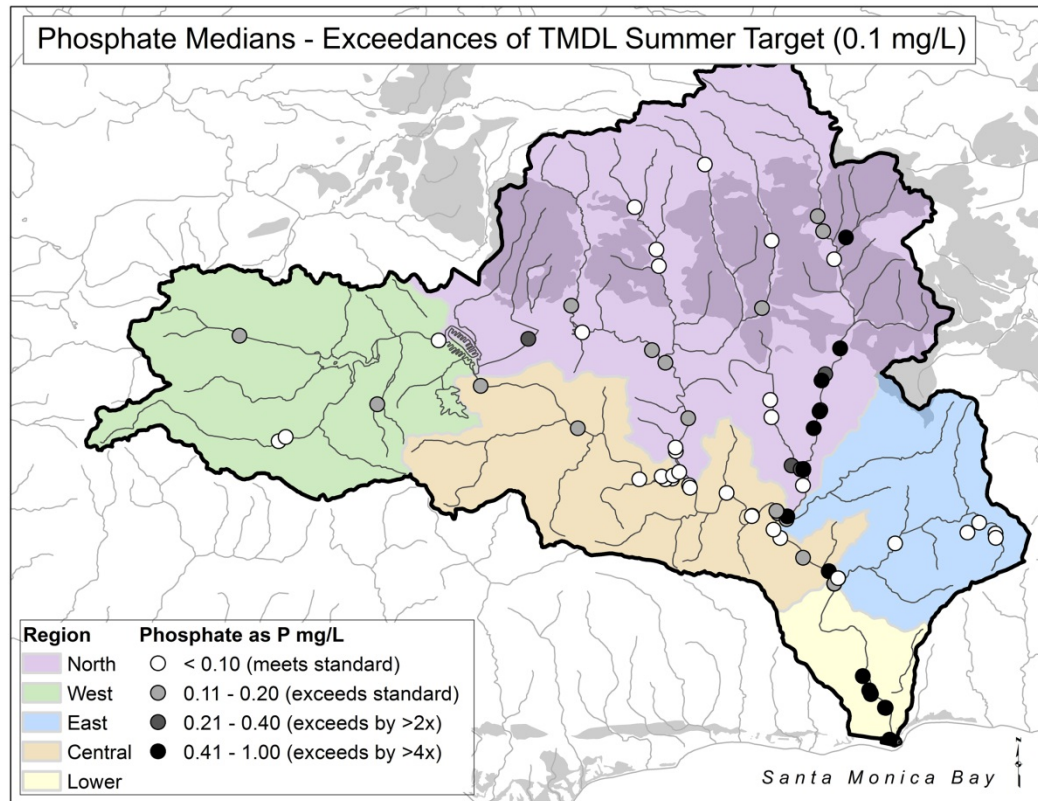 Phosphate Medians - Exceedances of TMDL Summer Target (0.1 mg/L)
Region Phosphate as P mg/L
North < 0.10 (meets standard)
West 0.11 - 0.20 (exceeds standard)
East 0.21 - 0.40 (exceeds by >2x)
Central 0.41 - 1.00 (exceeds by >4x)
Lower
Santa Monica Bay